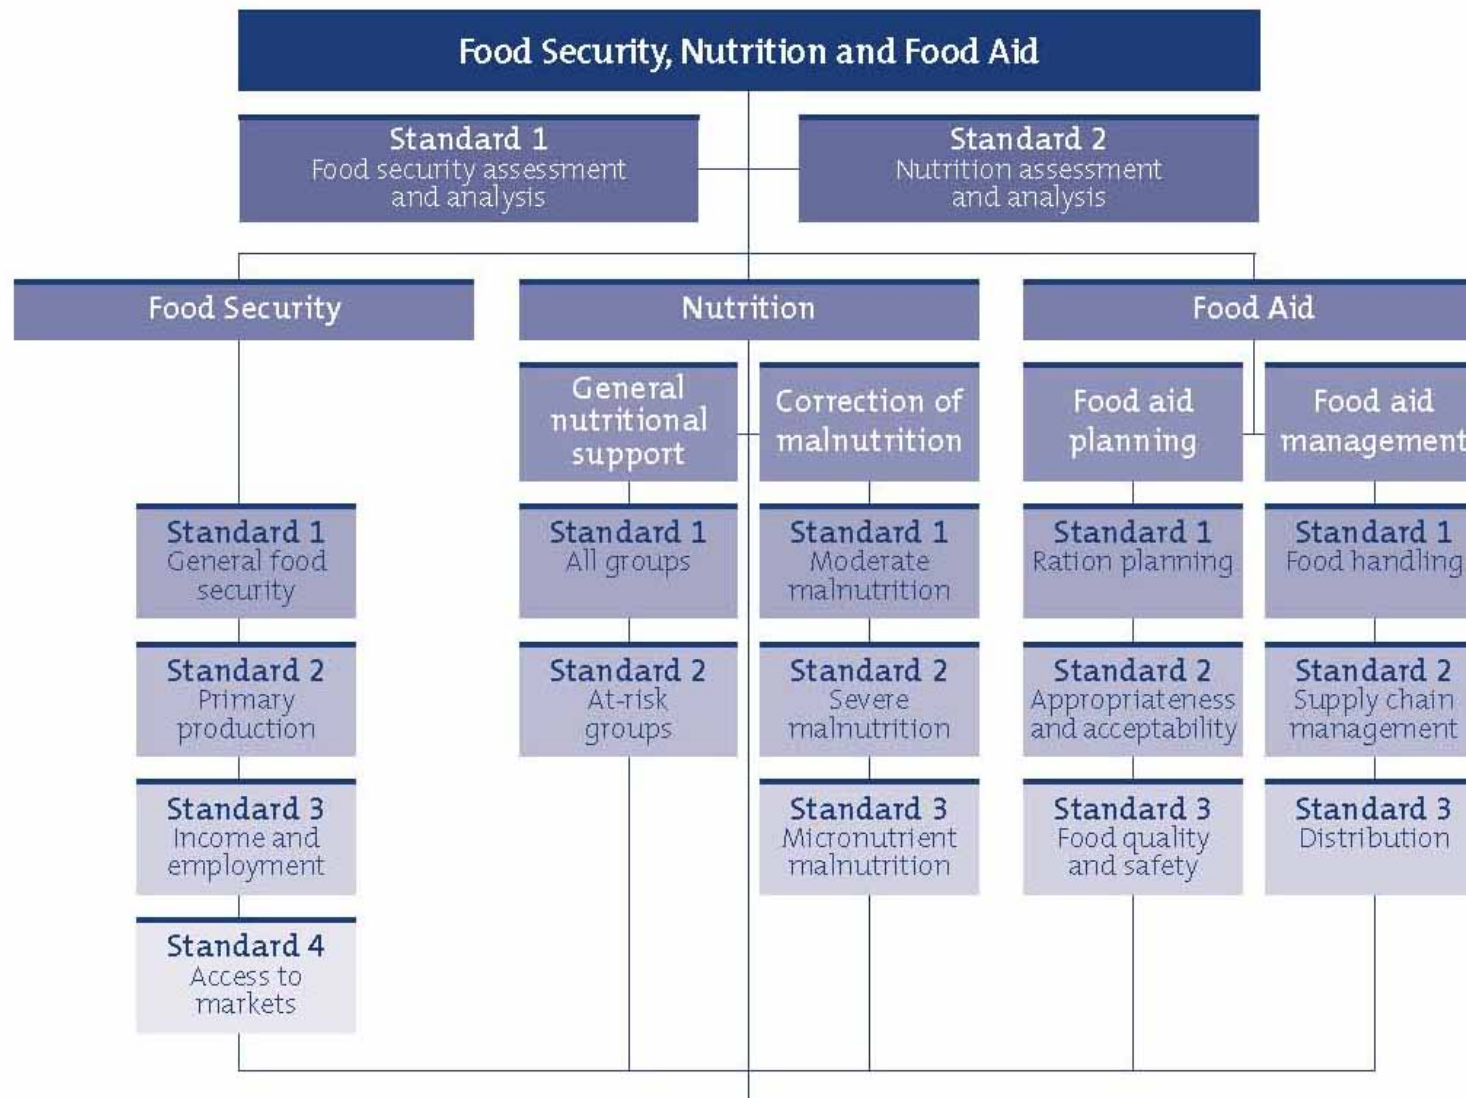 Food Security, Nutrition and Food Aid
Standard 1
Food security assessment
and analysis
Standard 2
Nutrition assessment
and analysis
Food Security
Nutrition
Food Aid
General
nutritional
support
Correction of
malnutrition
Food aid
planning
Food aid
management
Standard 1
General food
security
Standard 1
All groups
Standard 1
Moderate
malnutrition
Standard 1
Ration planning
Standard 1
Food handling
Standard 2
Primary
production
Standard 2
At-risk
groups
Standard 2
Severe
malnutrition
Standard 2
Appropriateness
and acceptability
Standard 2
Supply chain
management
Standard 3
Income and
employment
Standard 3
Micronutrient
malnutrition
Standard 3
Food quality
and safety
Standard 3
Distribution
Standard 4
Access to
markets